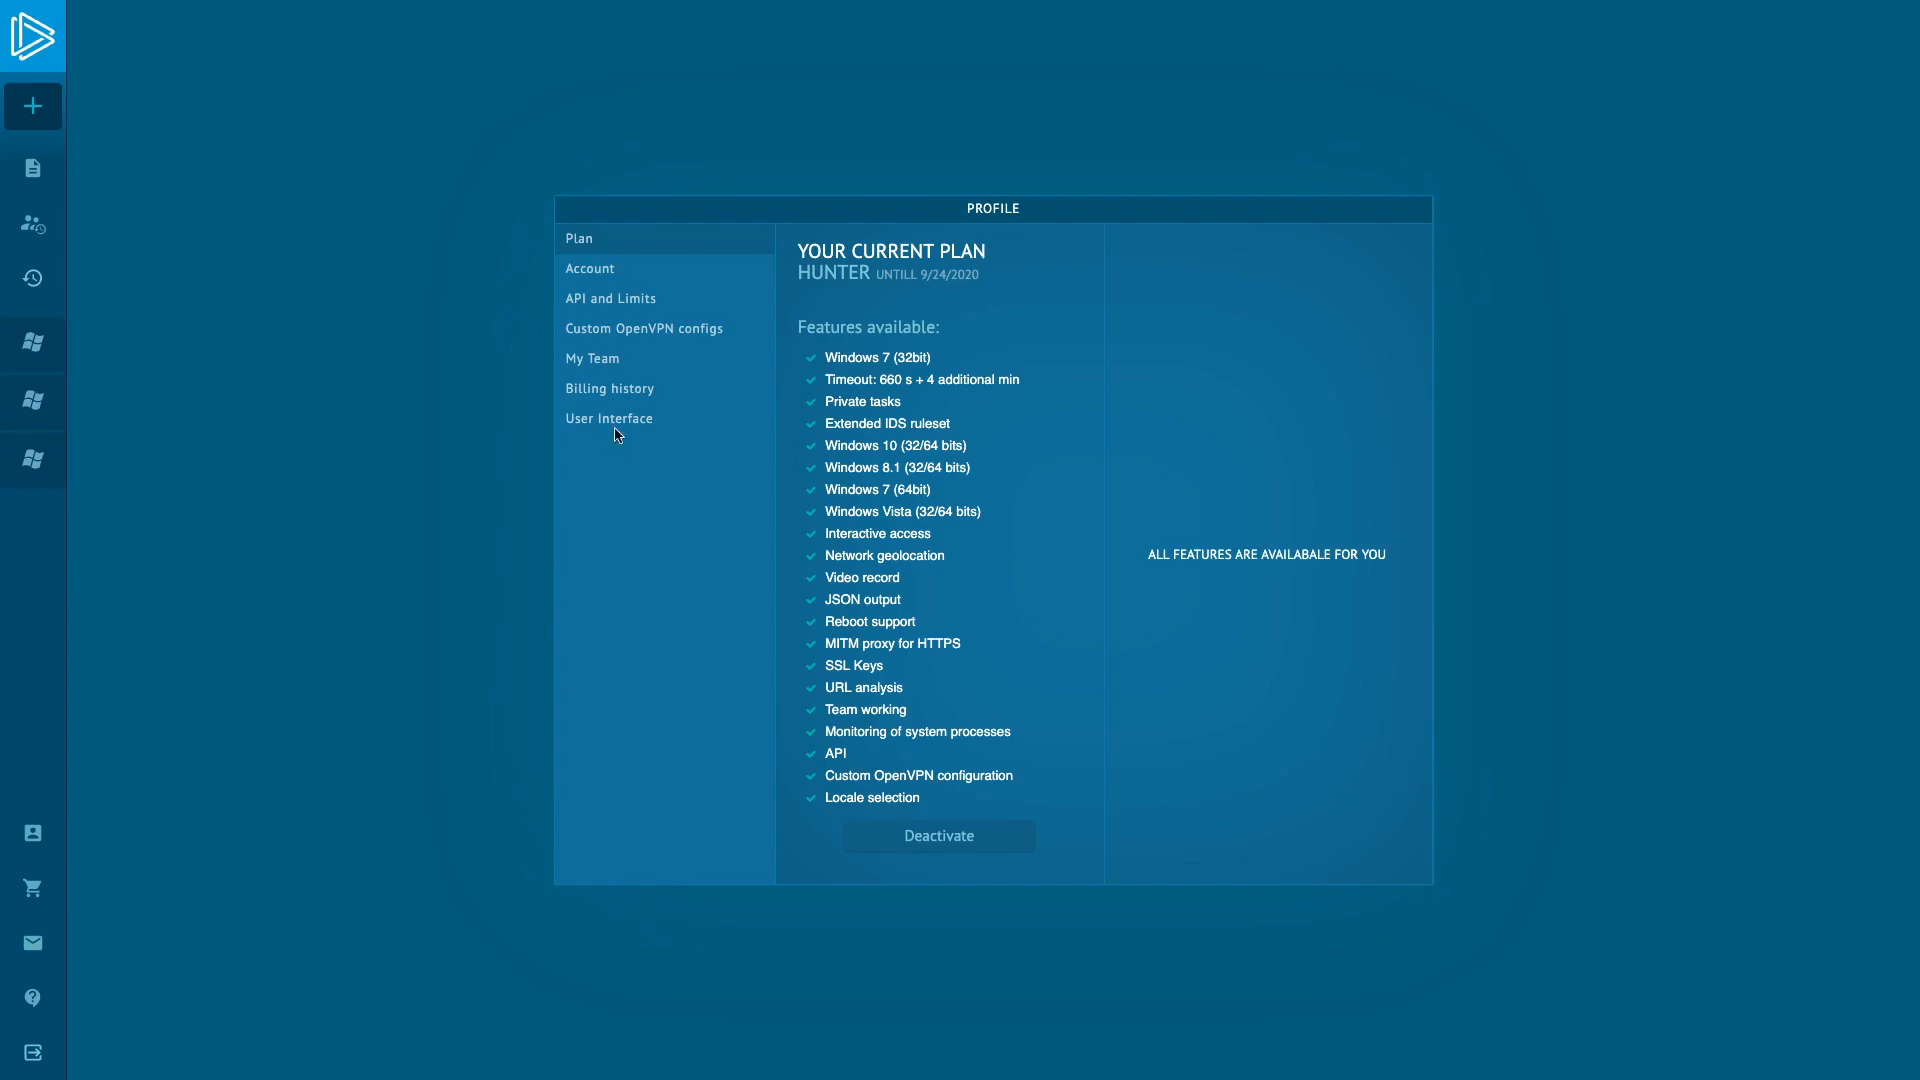 PROFILE
Plan
Account
API and Limits
Custom OpenVPN configs
My Team
Billing history
User Interface
YOUR CURRENT PLAN
HUNTER UNTILL 9/24/2020
Features available:
Windows 7 (32bit)
Timeout: 660 s + 4 additional min
Private tasks
Extended IDS ruleset
Windows 10 (32/64 bits)
Windows 8.1 (32/64 bits)
Windows 7 (64bit)
Windows Vista (32/64 bits)
Interactive access
Network geolocation
Video record
JSON output
Reboot support
MITM proxy for HTTPS
SSL Keys
URL analysis
Team working
Monitoring of system processes
API
Custom OpenVPN configuration
Locale selection
Deactivate
ALL FEATURES ARE AVAILABALE FOR YOU